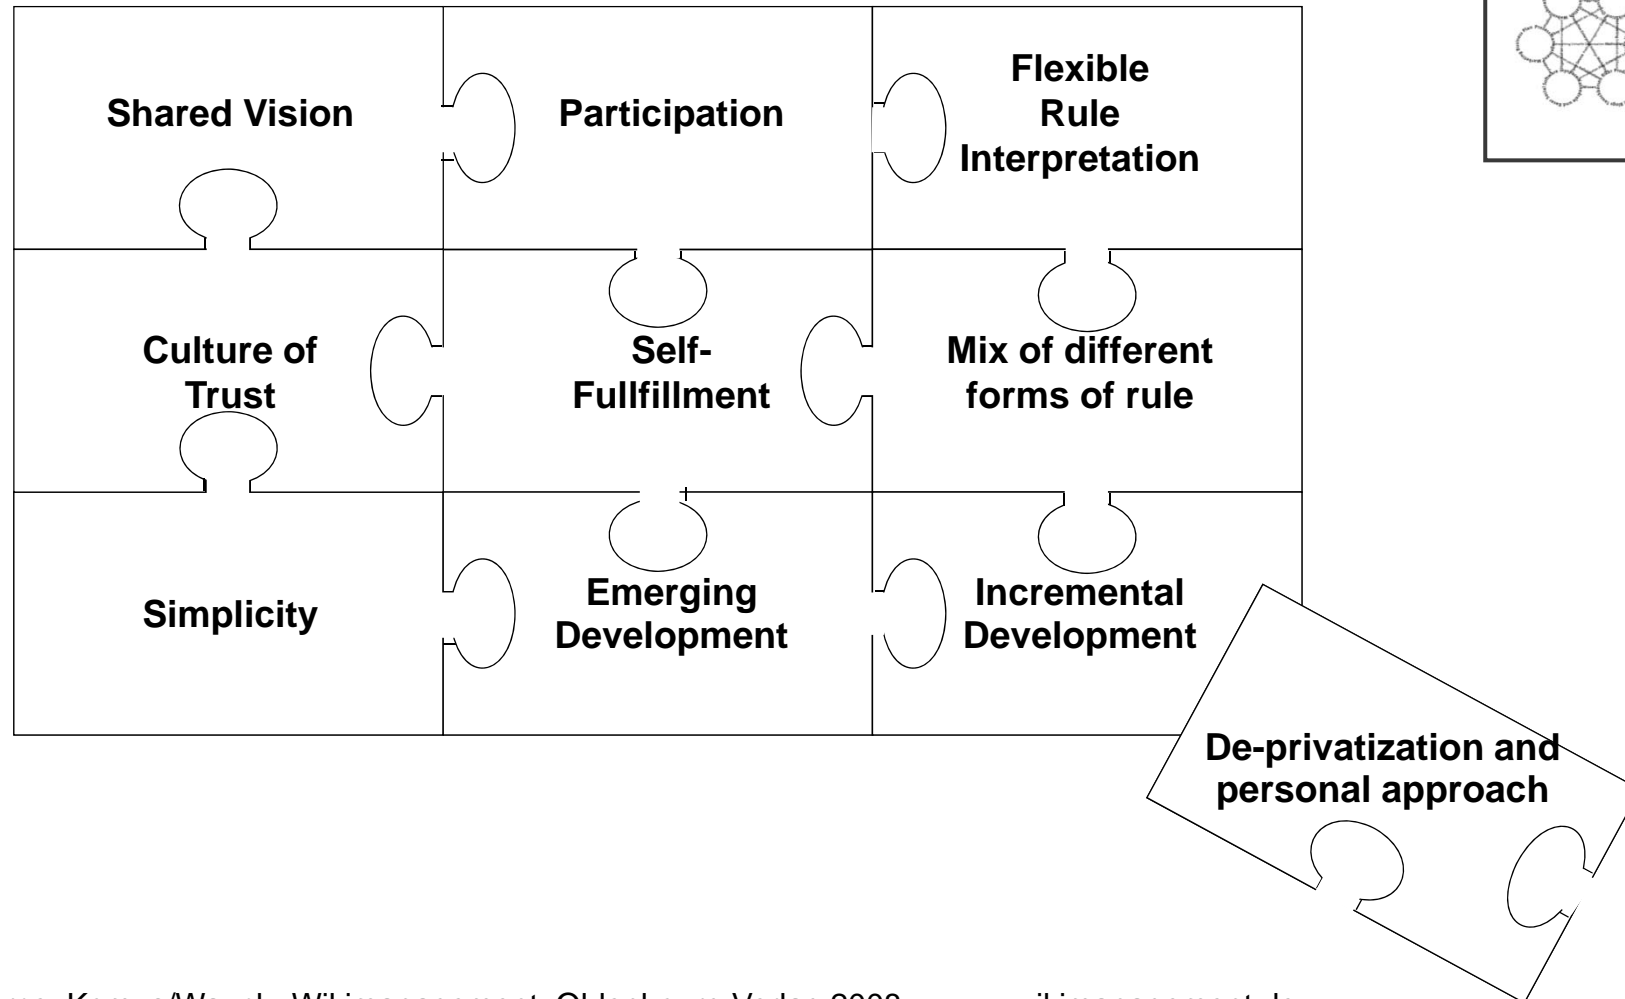 Shared Vision
Participation
Flexible
Rule
Interpretation
Culture of
Trust
Self-
Fullfillment
Mix of different
forms of rule
Simplicity
Emerging
Development
Incremental
Development
De-privatization and
personal approach